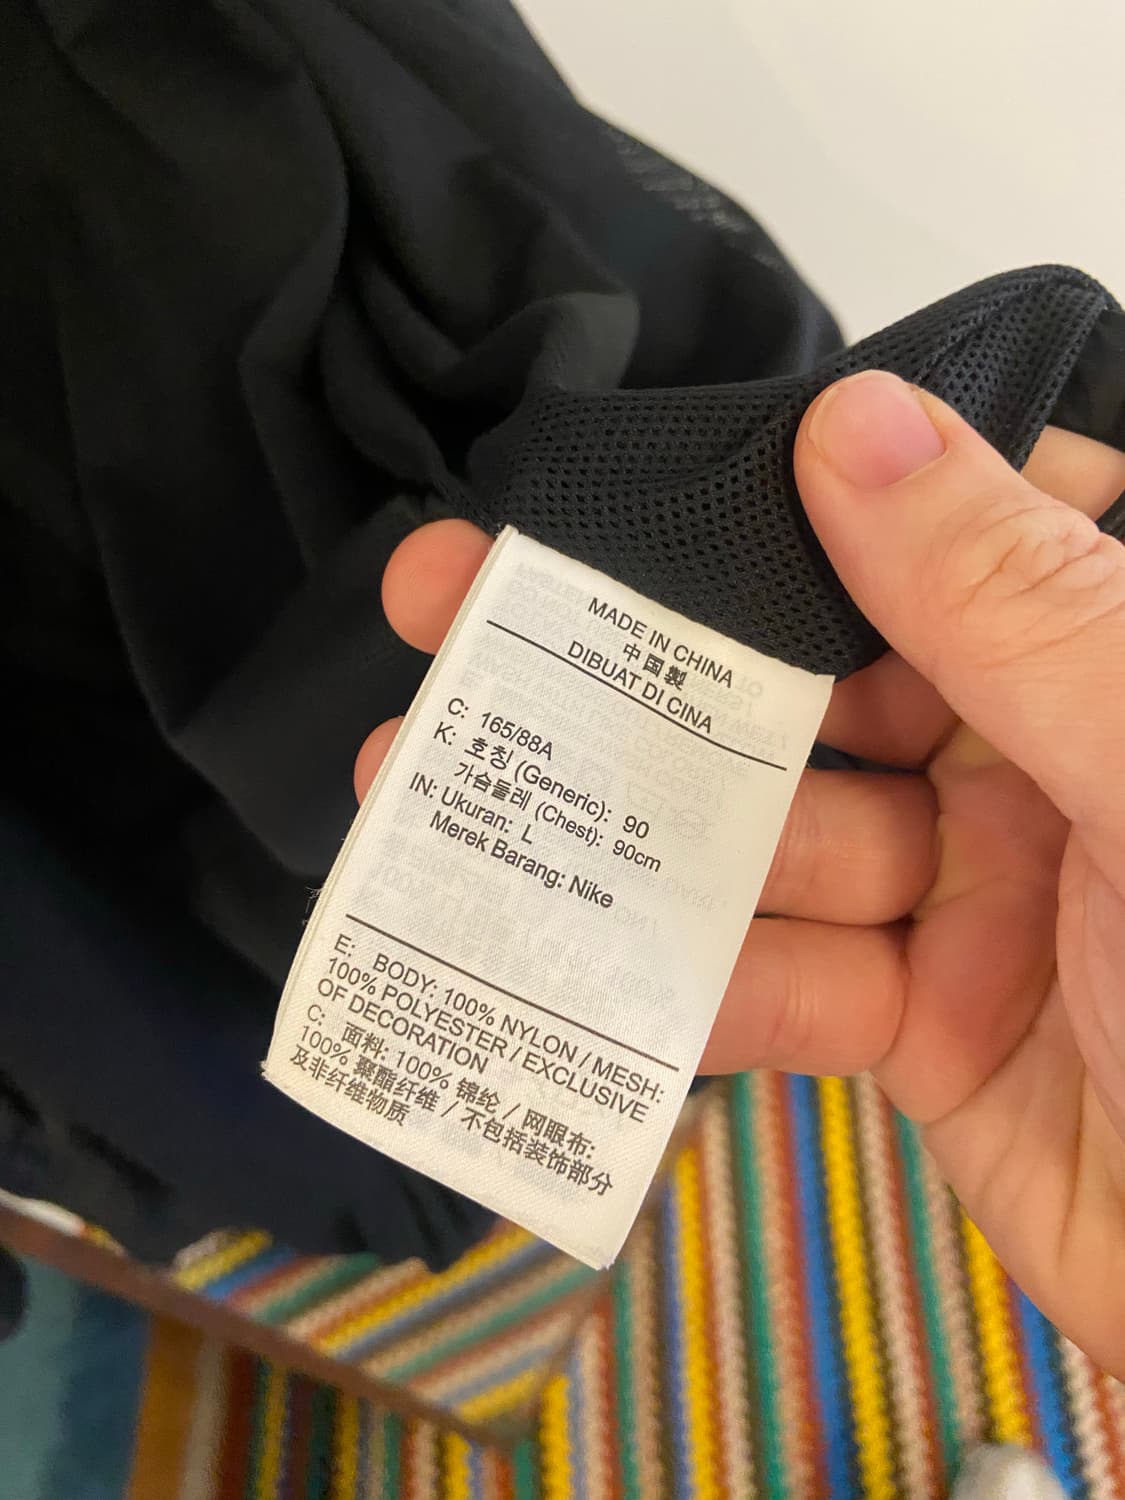 MADE IN CHINA
中国製
DIBUAT DI CINA
C: 165/88A
K: 호칭 (Generic): 90
가슴둘레 (Chest): 90cm
IN: Ukuran: L
Merek Barang: Nike
E: BODY: 100% NYLON / MESH:
100% POLYESTER / EXCLUSIVE
OF DECORATION
C: 面料: 100% 锦纶 / 网眼布:
100% 聚酯纤维 / 不包括装饰部分
及非纤维物质